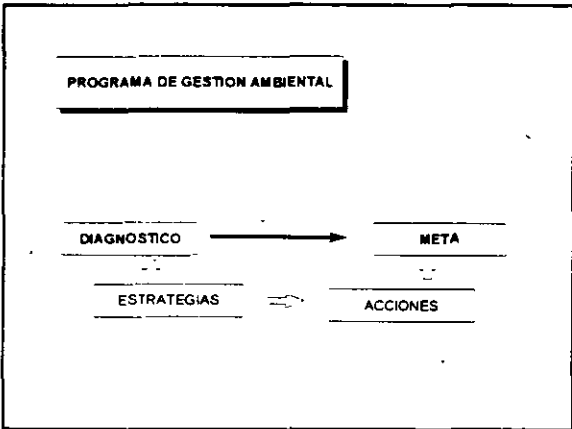 PROGRAMA DE GESTION AMBIENTAL
DIAGNOSTICO
META
ESTRATEGIAS
ACCIONES